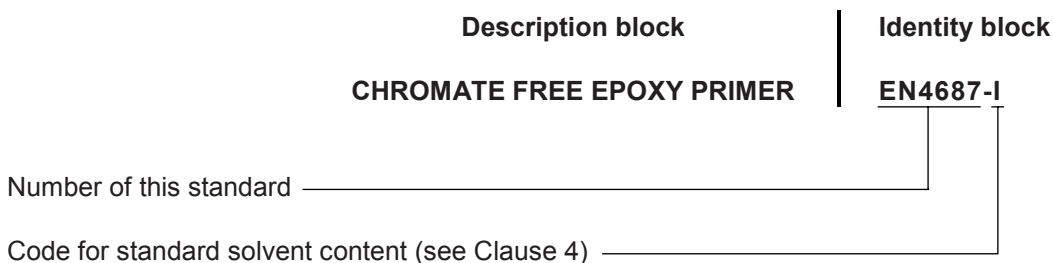 Description block Identity block
CHROMATE FREE EPOXY PRIMER EN4687-I
Number of this standard
Code for standard solvent content (see Clause 4)